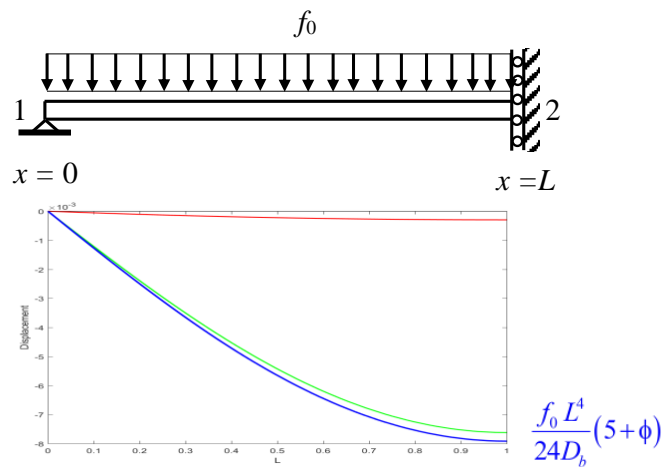 f₀
1 2
x = 0
x =L
×10⁻³
0
-1
-2
-3
-4
-5
-6
-7
-8
Displacement
0 0.1 0.2 0.3 0.4 0.5 0.6 0.7 0.8 0.9 1
L
f₀ L⁴ / 24D_b (5+ϕ)